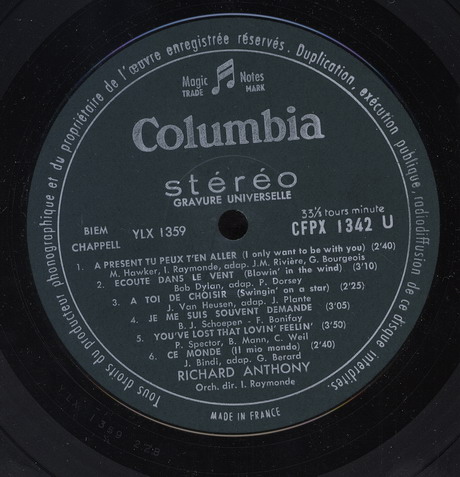 Tous droits du producteur phonographique et du propriétaire de l'œuvre enregistrée réservés. Duplication, exécution publique, radiodiffusion de ce disque interdites.
Magic Notes
TRADE MARK
Columbia
stéréo
GRAVURE UNIVERSELLE
BIEM
CHAPPELL
YLX 1359
33⅓ tours minute
CFPX 1342 U
1. A PRESENT TU PEUX T'EN ALLER (I only want to be with you) (2'40)
M. Hawker, I. Raymonde, adap. J.M. Rivière, G. Bourgeois
2. ECOUTE DANS LE VENT (Blowin' in the wind) (3'10)
Bob Dylan, adap. P. Dorsey
3. A TOI DE CHOISIR (Swingin' on a star) (2'25)
J. Van Heusen, adap. J. Plante
4. JE ME SUIS SOUVENT DEMANDE (3'05)
B. J. Schoepen - F. Bonifay
5. YOU'VE LOST THAT LOVIN' FEELIN' (3'50)
P. Spector, B. Mann, C. Weil
6. CE MONDE (Il mio mondo) (2'40)
J. Bindi, adap. G. Berard
RICHARD ANTHONY
Orch. dir. I. Raymonde
MADE IN FRANCE